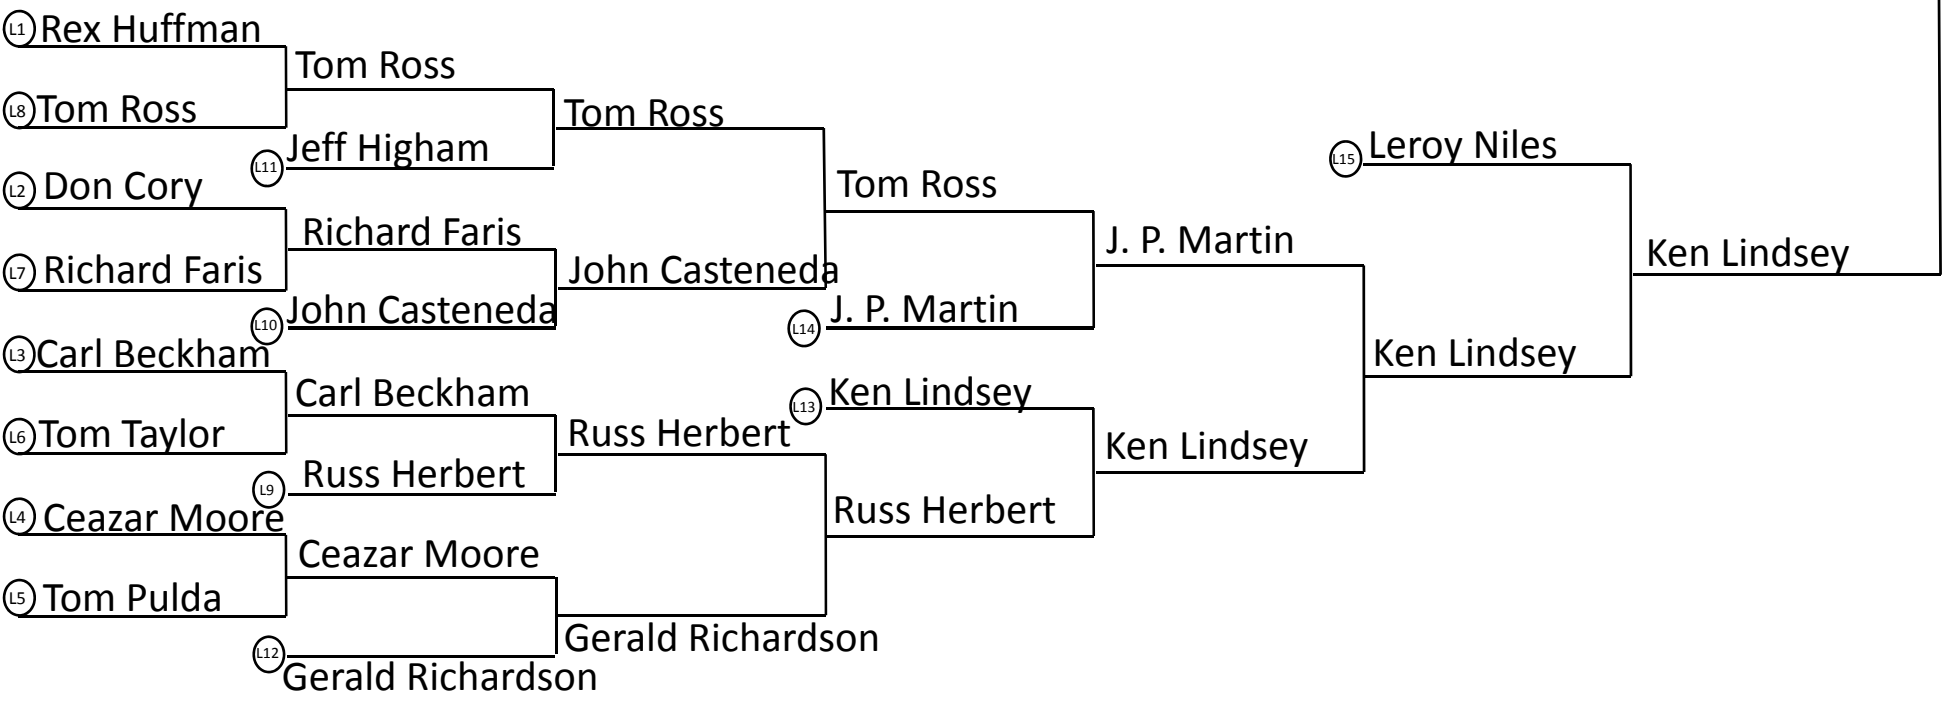 L1 Rex Huffman
L8 Tom Ross
L2 Don Cory
L7 Richard Faris
L3 Carl Beckham
L6 Tom Taylor
L4 Ceazar Moore
L5 Tom Pulda
Tom Ross
L11 Jeff Higham
Richard Faris
L10 John Casteneda
Carl Beckham
L9 Russ Herbert
Ceazar Moore
L12 Gerald Richardson
Tom Ross
John Casteneda
Russ Herbert
Gerald Richardson
Tom Ross
L14 J. P. Martin
L13 Ken Lindsey
Russ Herbert
J. P. Martin
Ken Lindsey
L15 Leroy Niles
Ken Lindsey
Ken Lindsey